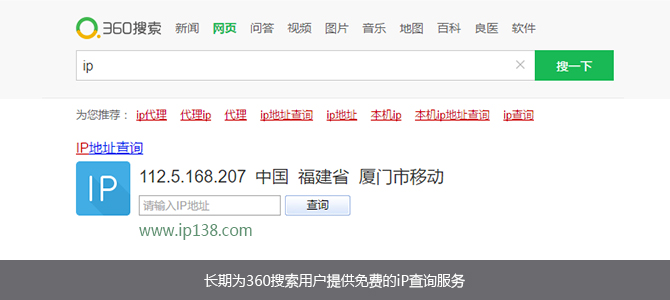 360搜索 新闻 网页 问答 视频 图片 音乐 地图 百科 良医 软件
ip × 搜一下
为您推荐： ip代理 代理ip 代理 ip地址查询 ip地址 本机ip 本机ip地址查询 ip查询
IP地址查询
IP 112.5.168.207 中国 福建省 厦门市移动
请输入IP地址 查询
www.ip138.com
长期为360搜索用户提供免费的iP查询服务